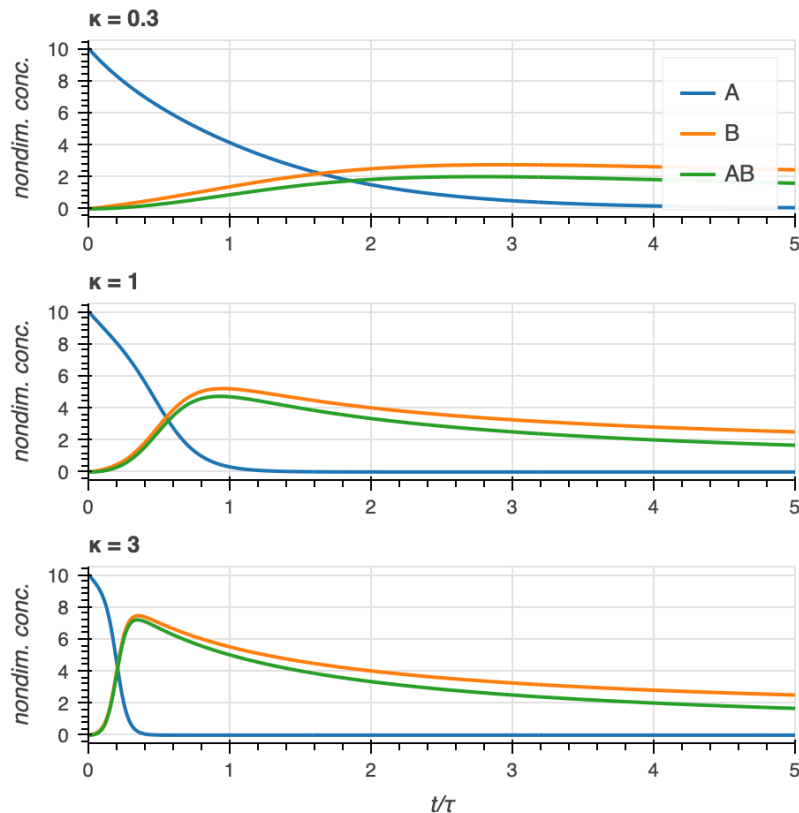 κ = 0.3
nondim. conc.
10
8
6
4
2
0
A
B
AB
0 1 2 3 4 5
κ = 1
nondim. conc.
10
8
6
4
2
0
0 1 2 3 4 5
κ = 3
nondim. conc.
10
8
6
4
2
0
0 1 2 3 4 5
t/τ